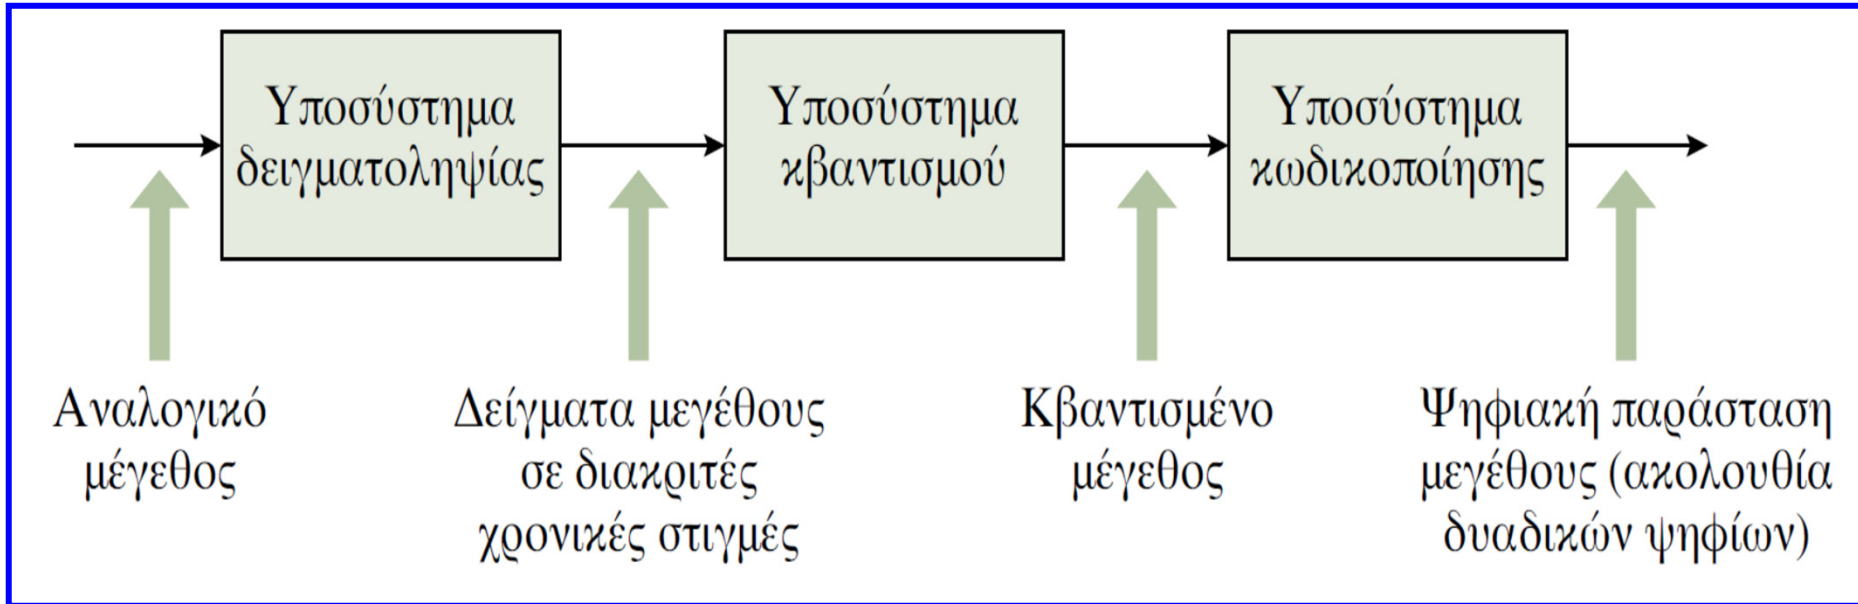 Υποσύστημα
δειγματοληψίας
Υποσύστημα
κβαντισμού
Υποσύστημα
κωδικοποίησης
Αναλογικό
μέγεθος
Δείγματα μεγέθους
σε διακριτές
χρονικές στιγμές
Κβαντισμένο
μέγεθος
Ψηφιακή παράσταση
μεγέθους (ακολουθία
δυαδικών ψηφίων)